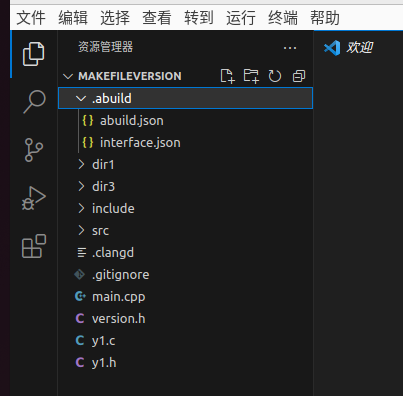 文件 编辑 选择 查看 转到 运行 终端 帮助
资源管理器 ...
欢迎
MAKEFILEVERSION
.abuild
{} abuild.json
{} interface.json
dir1
dir3
include
src
.clangd
.gitignore
C++ main.cpp
C version.h
C y1.c
C y1.h